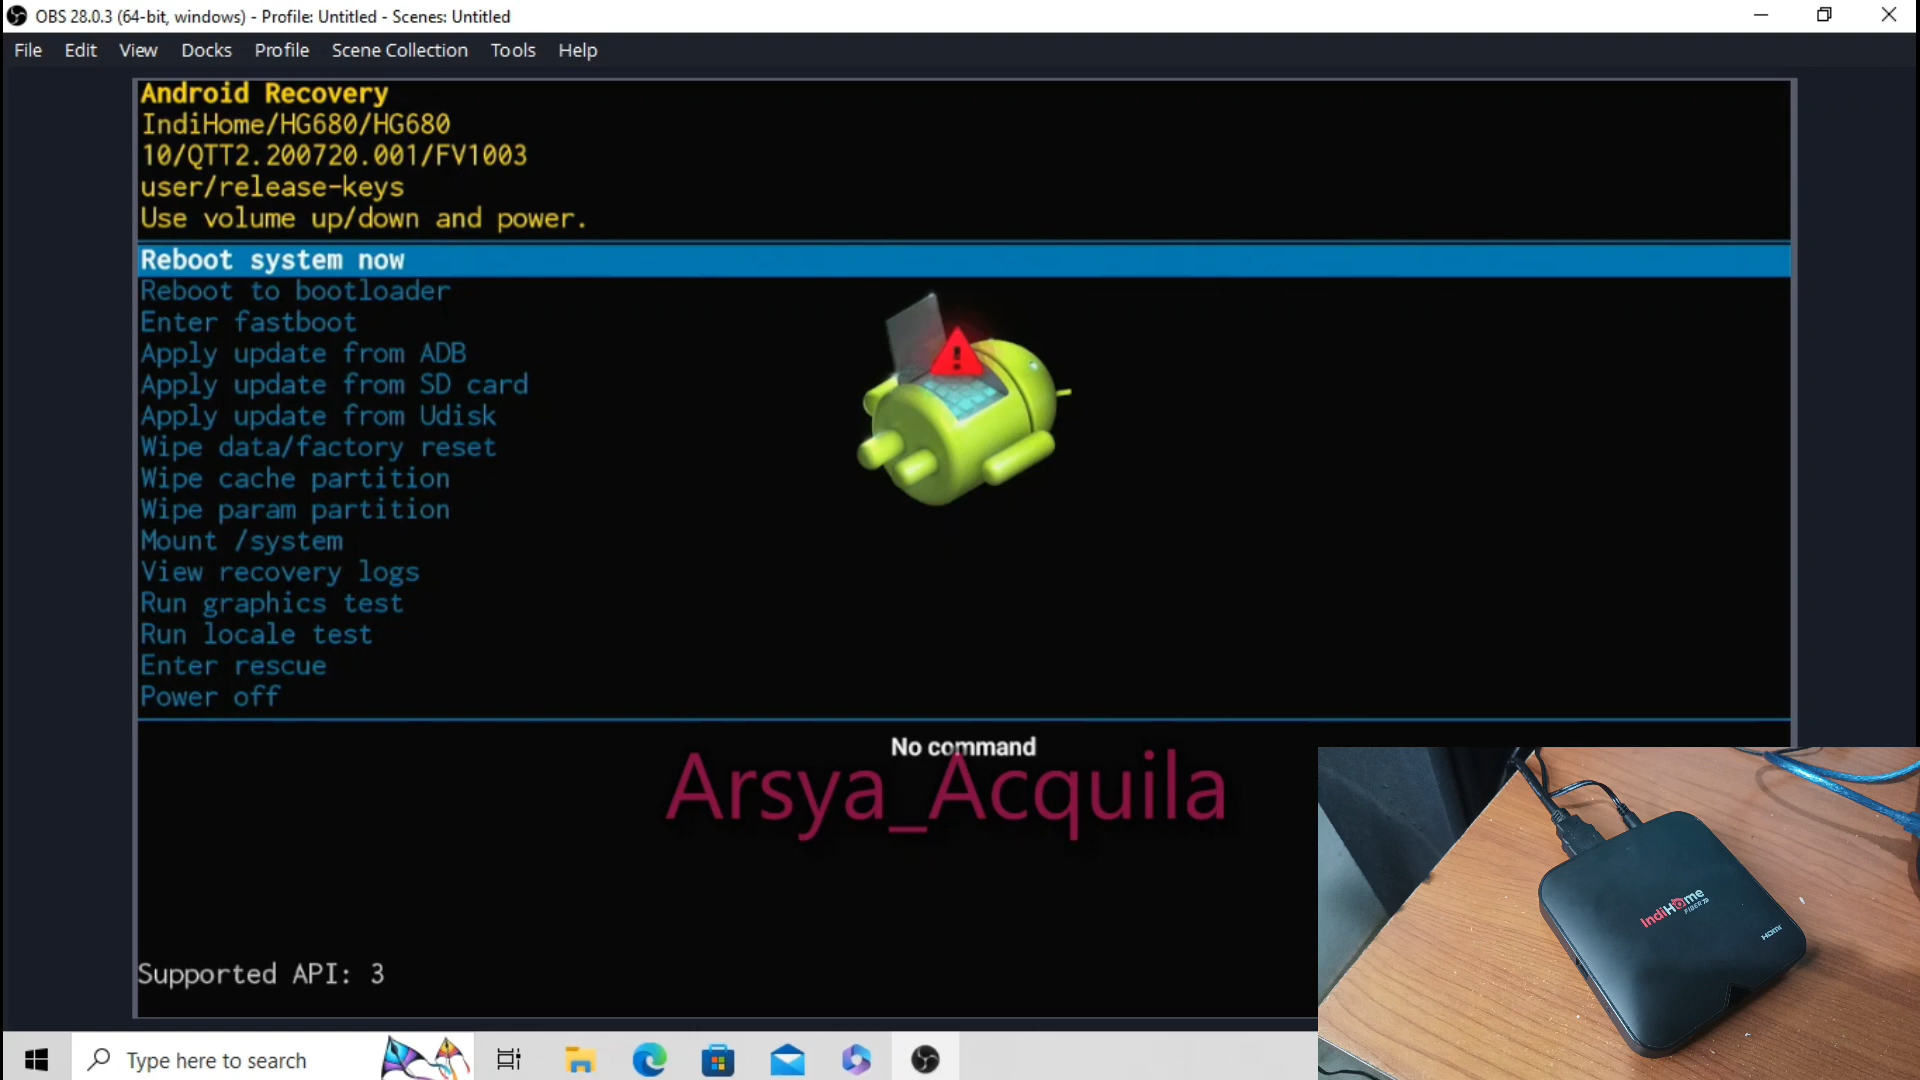 OBS 28.0.3 (64-bit, windows) - Profile: Untitled - Scenes: Untitled
File Edit View Docks Profile Scene Collection Tools Help
Android Recovery
IndiHome/HG680/HG680
10/QTT2.200720.001/FV1003
user/release-keys
Use volume up/down and power.
Reboot system now
Reboot to bootloader
Enter fastboot
Apply update from ADB
Apply update from SD card
Apply update from Udisk
Wipe data/factory reset
Wipe cache partition
Wipe param partition
Mount /system
View recovery logs
Run graphics test
Run locale test
Enter rescue
Power off
No command
Arsya_Acquila
Supported API: 3
IndiHome
FIBER
HDMI
Type here to search